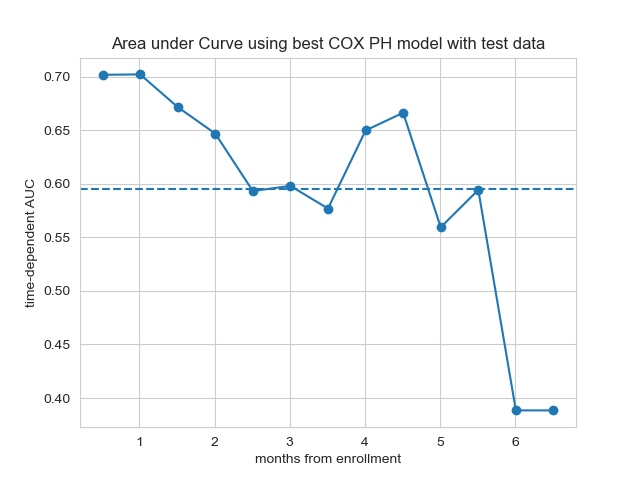 Area under Curve using best COX PH model with test data
time-dependent AUC
0.70
0.65
0.60
0.55
0.50
0.45
0.40
1 2 3 4 5 6
months from enrollment